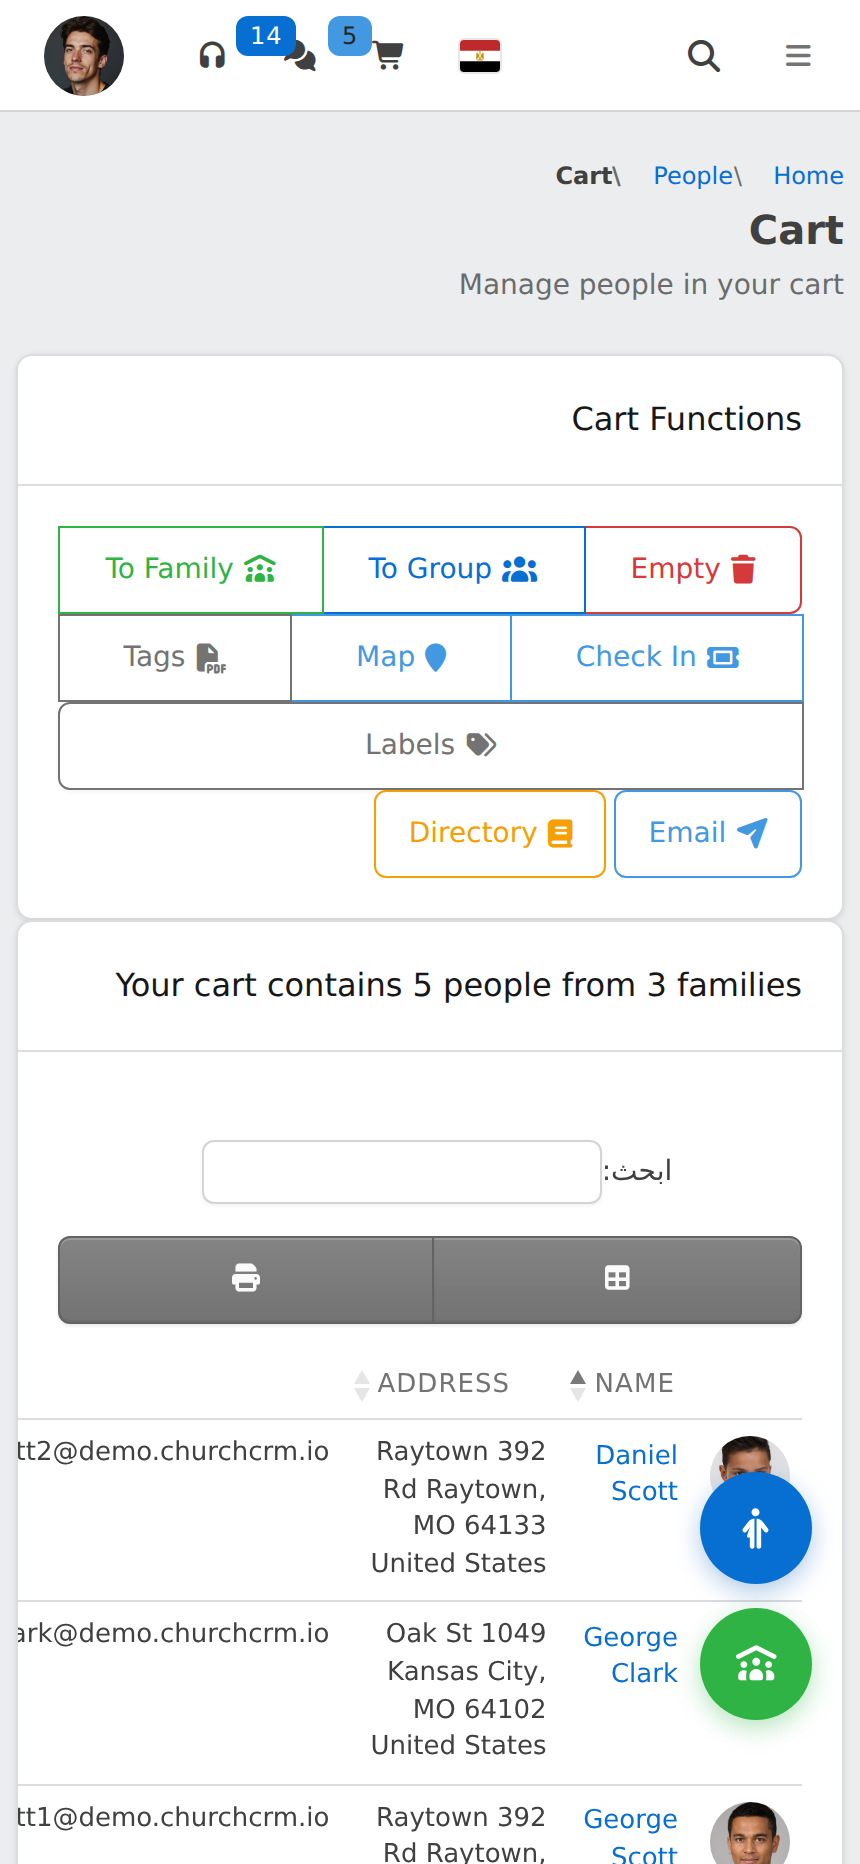 14
5
Home
People\
Cart\
Cart
Manage people in your cart
Cart Functions
Empty
To Group
To Family
Check In
Map
Tags
PDF
Labels
Email
Directory
Your cart contains 5 people from 3 families
ابحث:
NAME
ADDRESS
Daniel
Scott
Raytown 392
Rd Raytown,
MO 64133
United States
tt2@demo.churchcrm.io
George
Clark
Oak St 1049
Kansas City,
MO 64102
United States
ark@demo.churchcrm.io
George
Scott
Raytown 392
Rd Raytown,
tt1@demo.churchcrm.io